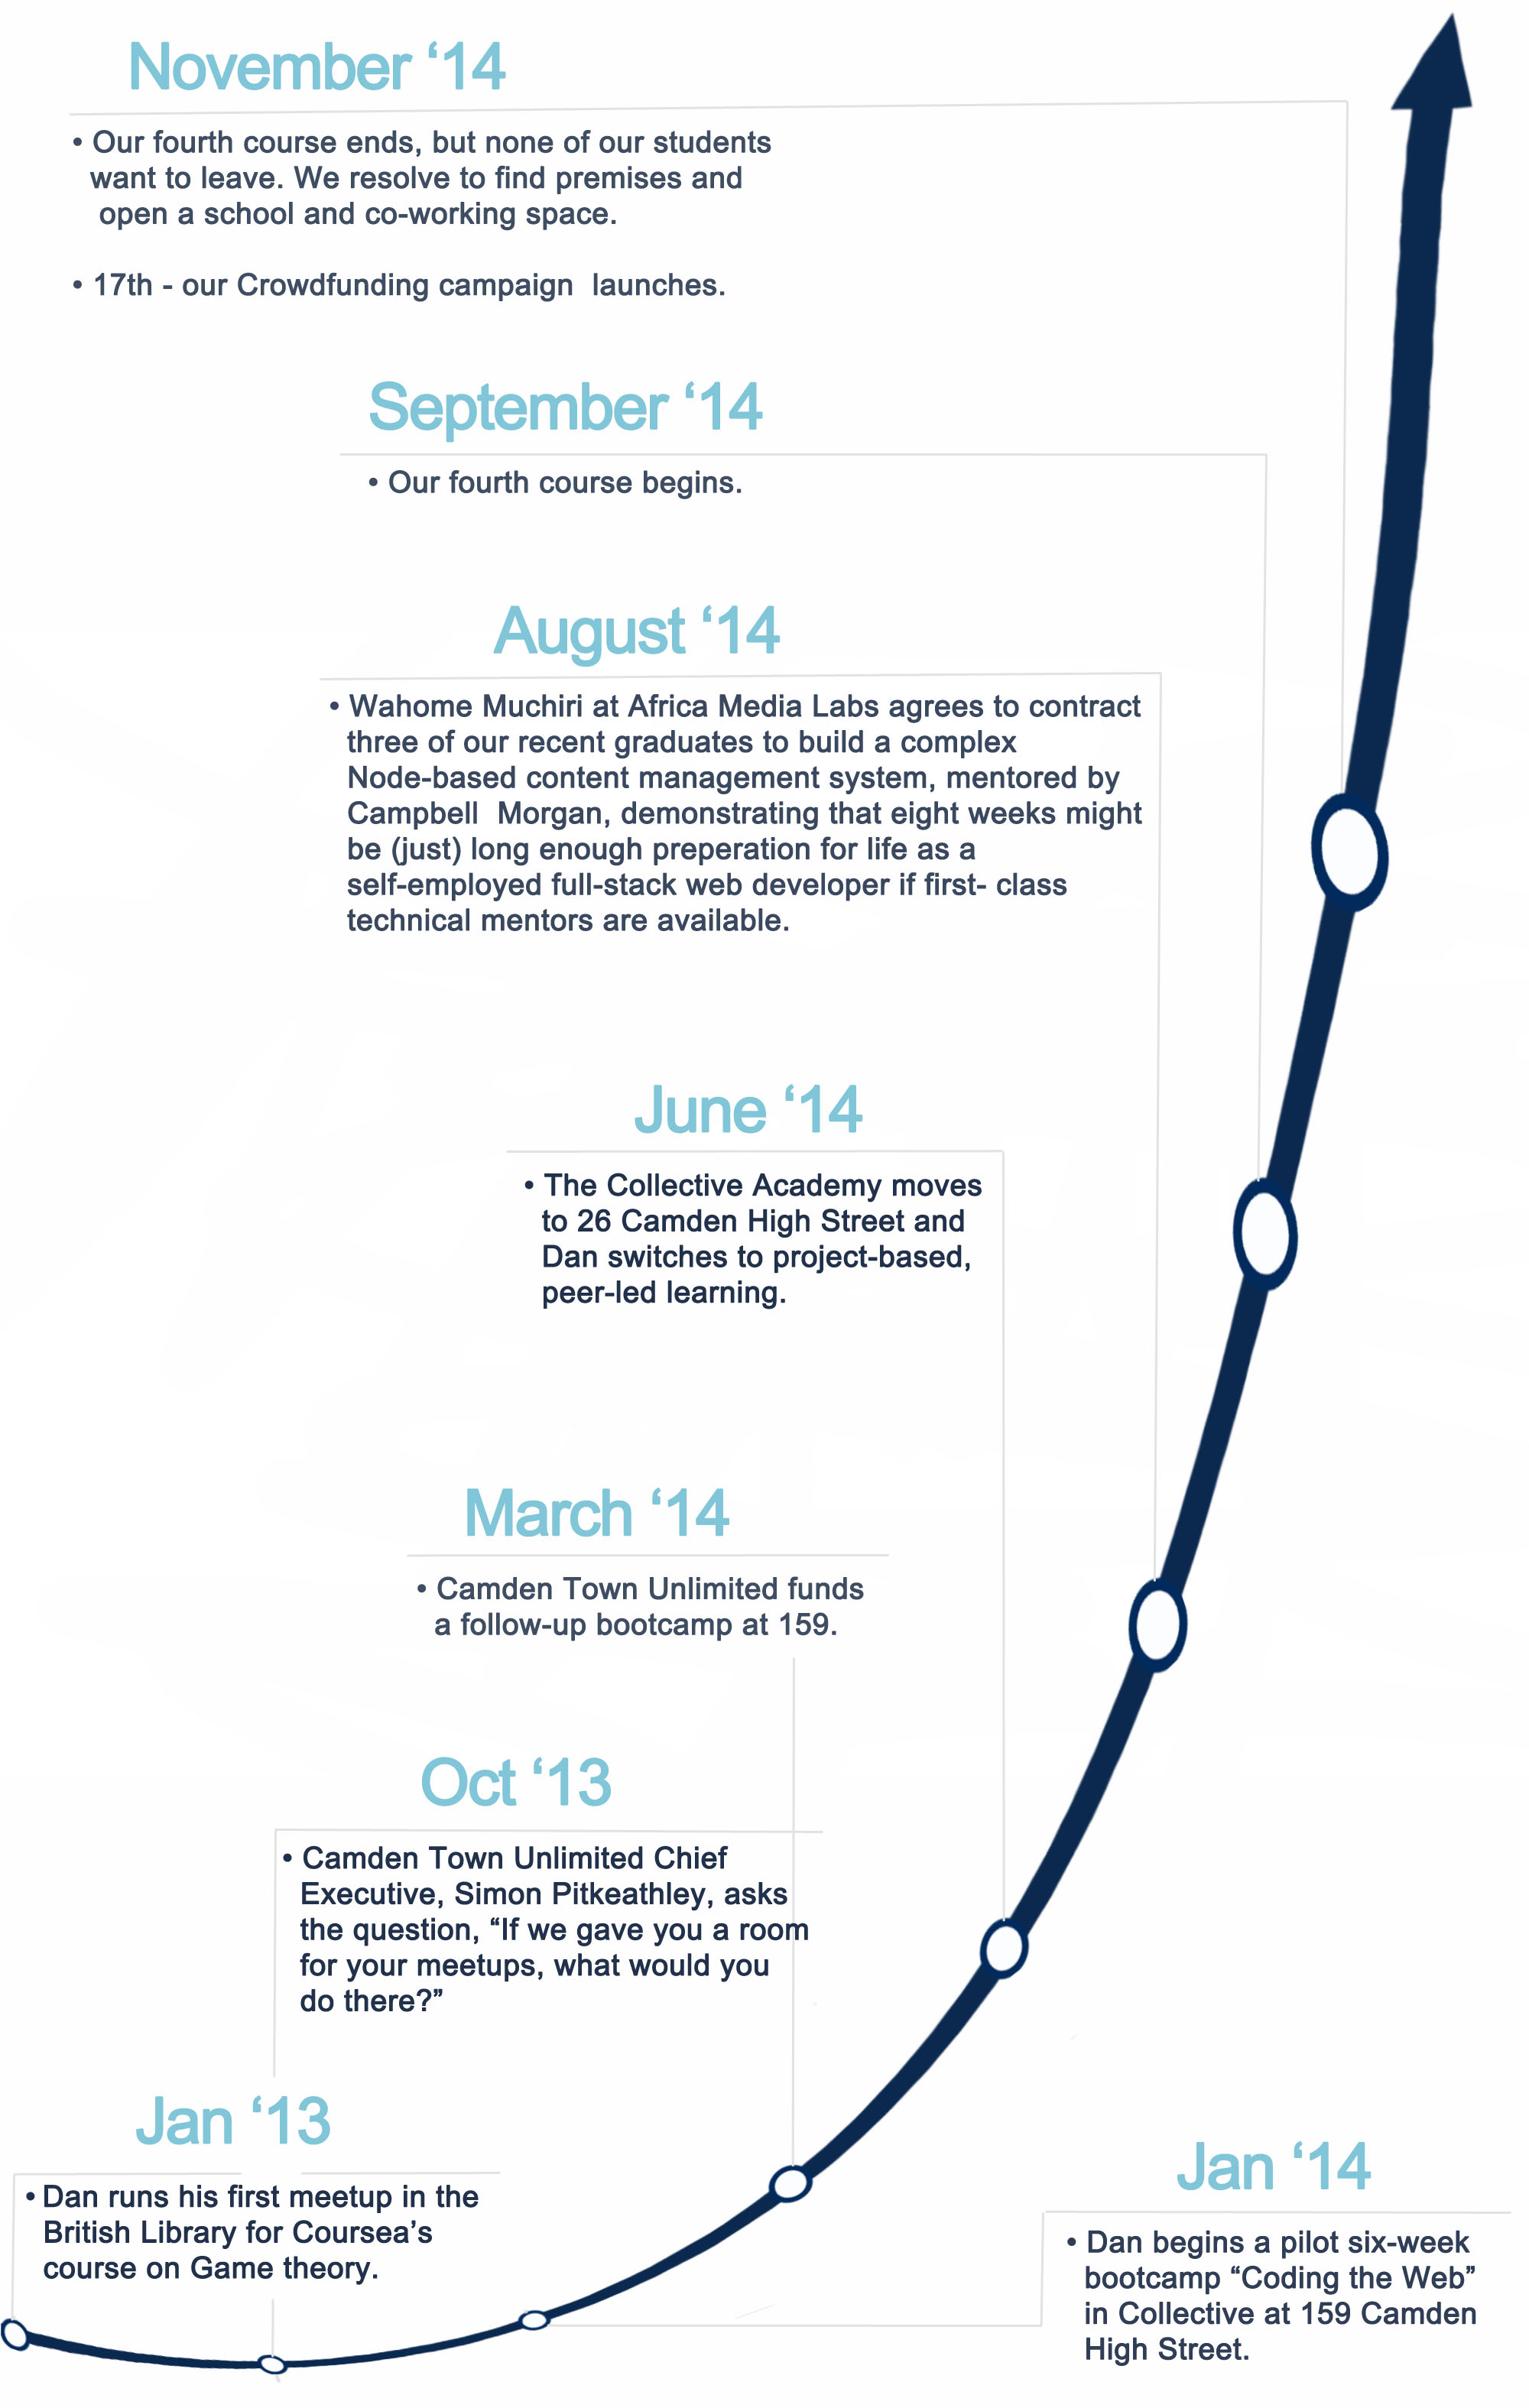 November ‘14
• Our fourth course ends, but none of our students
want to leave. We resolve to find premises and
open a school and co-working space.
• 17th - our Crowdfunding campaign launches.
September ‘14
• Our fourth course begins.
August ‘14
• Wahome Muchiri at Africa Media Labs agrees to contract
three of our recent graduates to build a complex
Node-based content management system, mentored by
Campbell Morgan, demonstrating that eight weeks might
be (just) long enough preperation for life as a
self-employed full-stack web developer if first- class
technical mentors are available.
June ‘14
• The Collective Academy moves
to 26 Camden High Street and
Dan switches to project-based,
peer-led learning.
March ‘14
• Camden Town Unlimited funds
a follow-up bootcamp at 159.
Oct ‘13
• Camden Town Unlimited Chief
Executive, Simon Pitkeathley, asks
the question, “If we gave you a room
for your meetups, what would you
do there?”
Jan ‘13
• Dan runs his first meetup in the
British Library for Coursea’s
course on Game theory.
Jan ‘14
• Dan begins a pilot six-week
bootcamp “Coding the Web”
in Collective at 159 Camden
High Street.